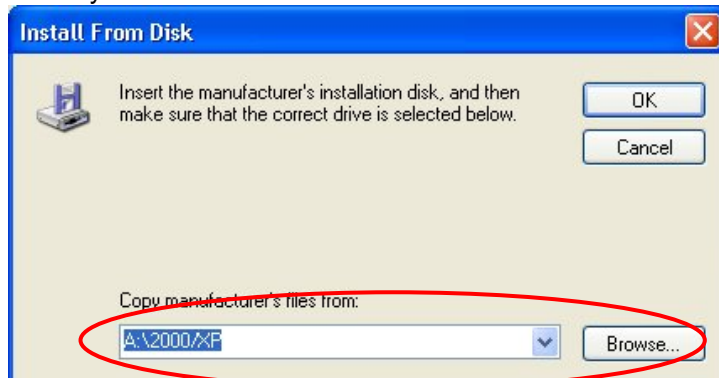 Install From Disk
Insert the manufacturer's installation disk, and then
make sure that the correct drive is selected below.
OK
Cancel
Copy manufacturer's files from:
A:\2000/XP
Browse...